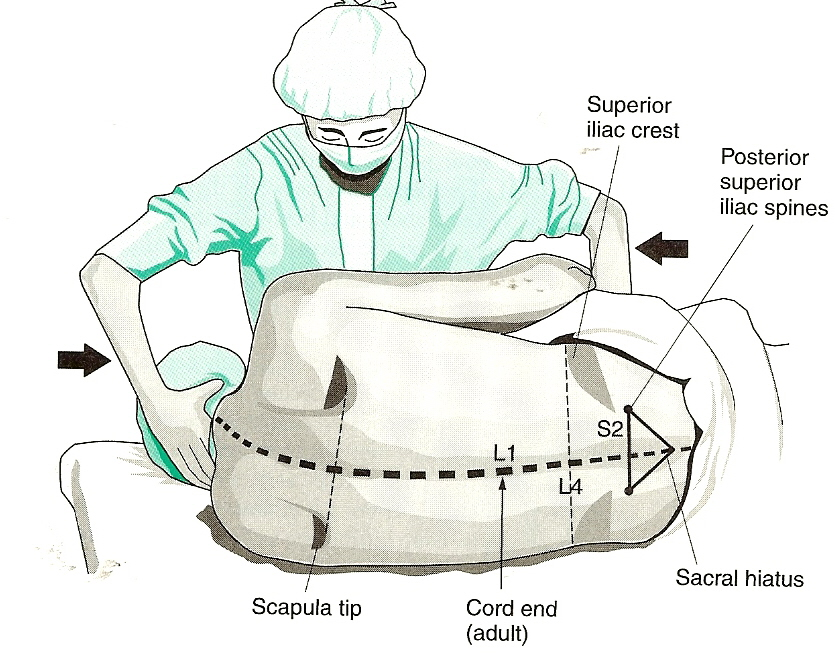 Superior
iliac crest
Posterior
superior
iliac spines
S2
L1
L4
Sacral hiatus
Scapula tip
Cord end
(adult)